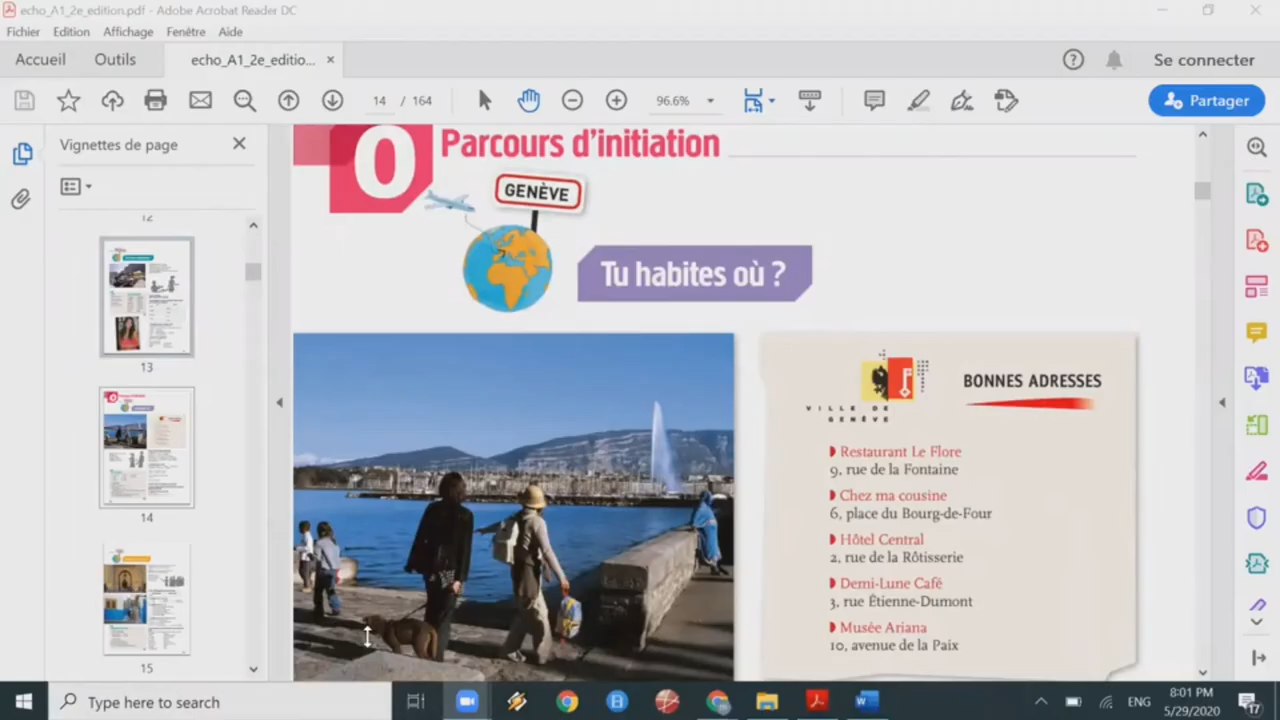 echo_A1_2e_edition.pdf - Adobe Acrobat Reader DC
Fichier Edition Affichage Fenêtre Aide
Accueil Outils echo_A1_2e_editio... × Se connecter
14 / 164 96.6% Partager
Vignettes de page
12
13
14
15
0 Parcours d'initiation
GENÈVE
Tu habites où ?
VILLE DE
GENÈVE
BONNES ADRESSES
Restaurant Le Flore
9, rue de la Fontaine
Chez ma cousine
6, place du Bourg-de-Four
Hôtel Central
2, rue de la Rôtisserie
Demi-Lune Café
3, rue Étienne-Dumont
Musée Ariana
10, avenue de la Paix
Type here to search
ENG
8:01 PM
5/29/2020
17